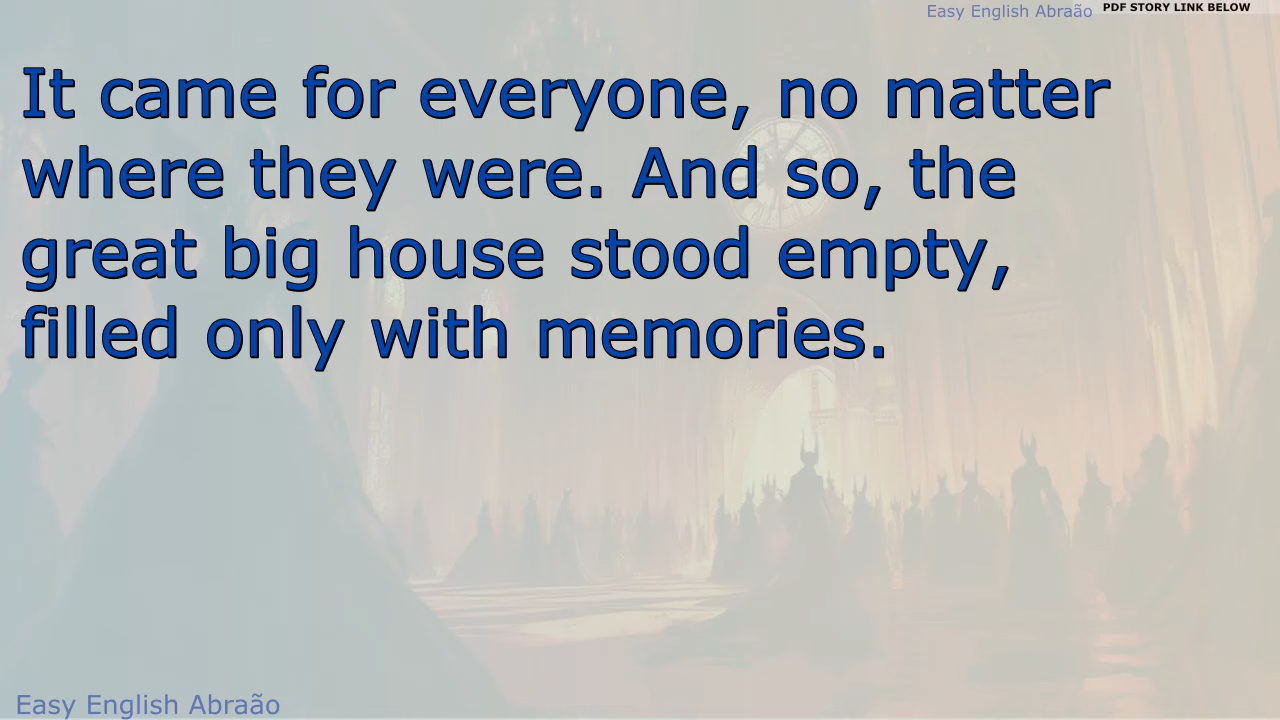 Easy English Abraão PDF STORY LINK BELOW
It came for everyone, no matter
where they were. And so, the
great big house stood empty,
filled only with memories.
Easy English Abraão